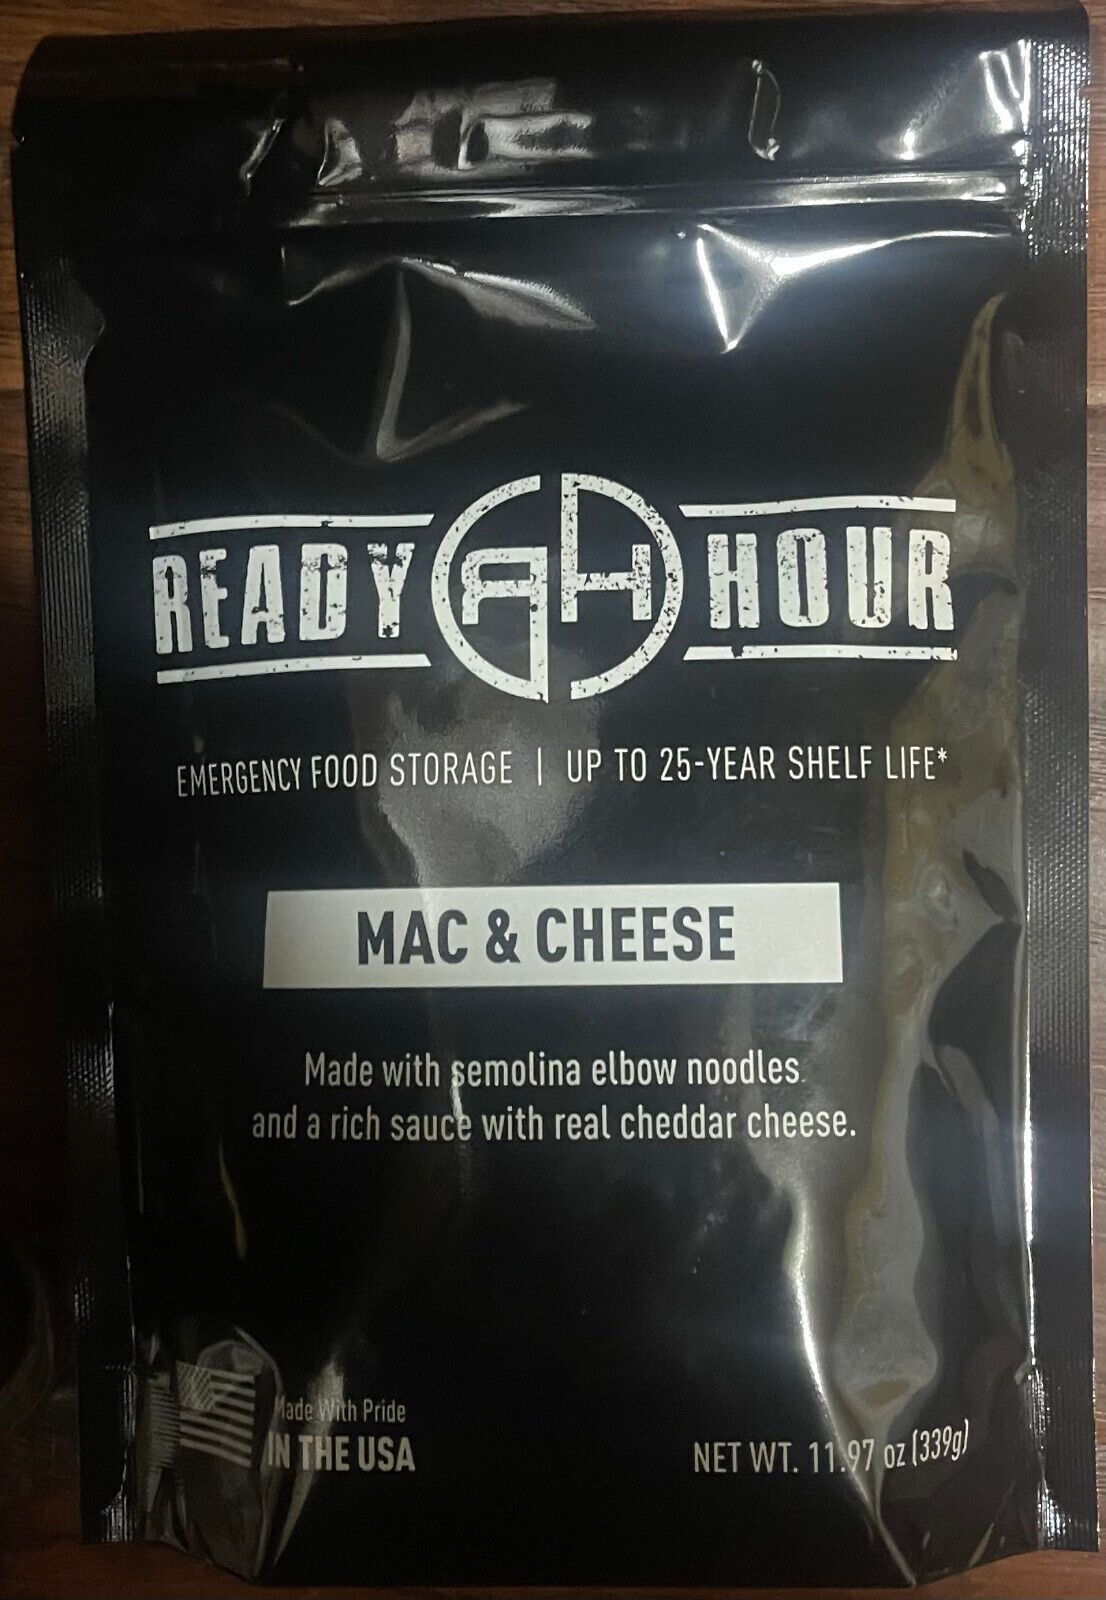 READY RH HOUR
EMERGENCY FOOD STORAGE | UP TO 25-YEAR SHELF LIFE*
MAC & CHEESE
Made with semolina elbow noodles
and a rich sauce with real cheddar cheese.
Made With Pride
IN THE USA
NET WT. 11.97 oz (339g)